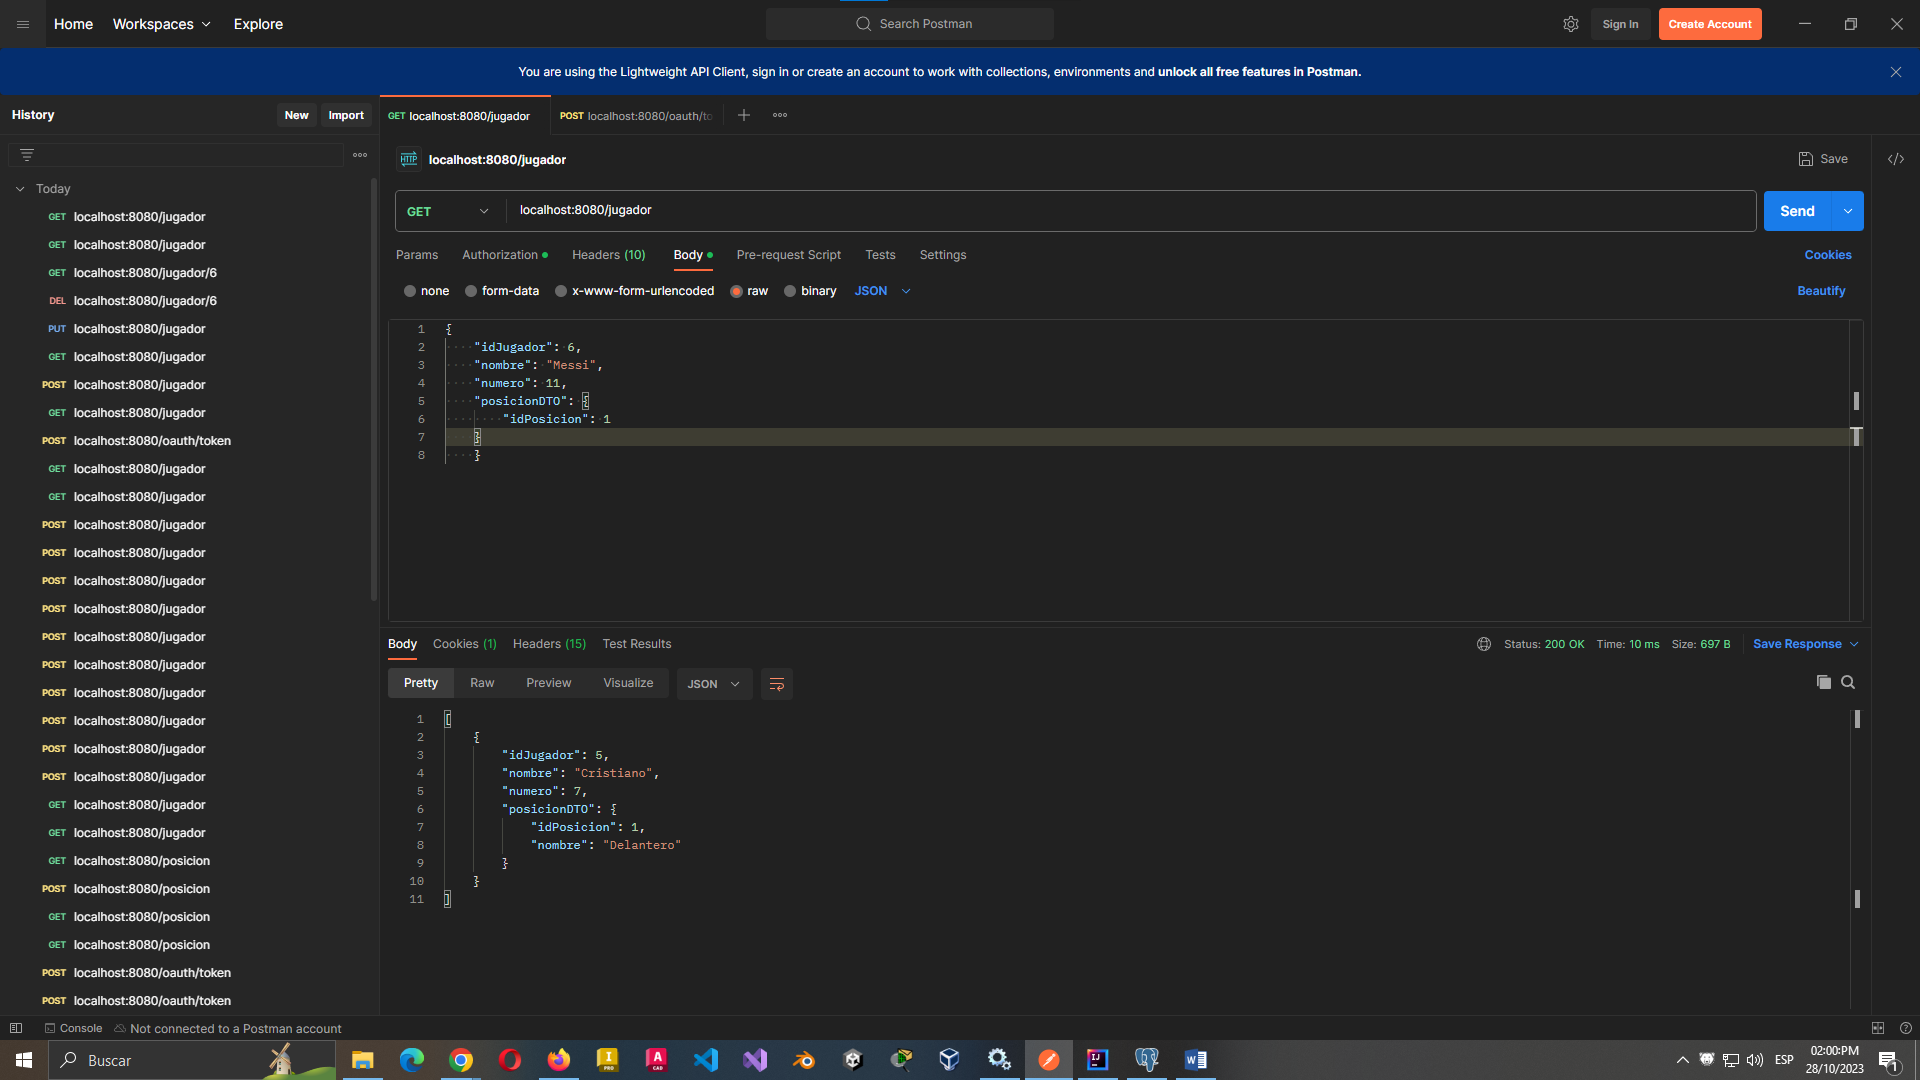 Home
Workspaces
Explore
Search Postman
Sign In
Create Account
You are using the Lightweight API Client, sign in or create an account to work with collections, environments and unlock all free features in Postman.
History
New
Import
GET localhost:8080/jugador
POST localhost:8080/oauth/to
HTTP localhost:8080/jugador
Save
Today
GET localhost:8080/jugador
GET localhost:8080/jugador
GET localhost:8080/jugador/6
DEL localhost:8080/jugador/6
PUT localhost:8080/jugador
GET localhost:8080/jugador
POST localhost:8080/jugador
GET localhost:8080/jugador
POST localhost:8080/oauth/token
GET localhost:8080/jugador
GET localhost:8080/jugador
POST localhost:8080/jugador
POST localhost:8080/jugador
POST localhost:8080/jugador
POST localhost:8080/jugador
POST localhost:8080/jugador
POST localhost:8080/jugador
POST localhost:8080/jugador
POST localhost:8080/jugador
POST localhost:8080/jugador
POST localhost:8080/jugador
GET localhost:8080/jugador
GET localhost:8080/jugador
GET localhost:8080/posicion
POST localhost:8080/posicion
GET localhost:8080/posicion
GET localhost:8080/posicion
POST localhost:8080/oauth/token
POST localhost:8080/oauth/token
GET
localhost:8080/jugador
Send
Params
Authorization
Headers (10)
Body
Pre-request Script
Tests
Settings
Cookies
none
form-data
x-www-form-urlencoded
raw
binary
JSON
Beautify
1 {
2 "idJugador": 6,
3 "nombre": "Messi",
4 "numero": 11,
5 "posicionDTO": {
6 "idPosicion": 1
7 }
8 }
Body
Cookies (1)
Headers (15)
Test Results
Status: 200 OK
Time: 10 ms
Size: 697 B
Save Response
Pretty
Raw
Preview
Visualize
JSON
1 [
2 {
3 "idJugador": 5,
4 "nombre": "Cristiano",
5 "numero": 7,
6 "posicionDTO": {
7 "idPosicion": 1,
8 "nombre": "Delantero"
9 }
10 }
11 ]
Console
Not connected to a Postman account
Buscar
I PRO
A CAD
IJ
W
ESP
02:00:PM
28/10/2023
1